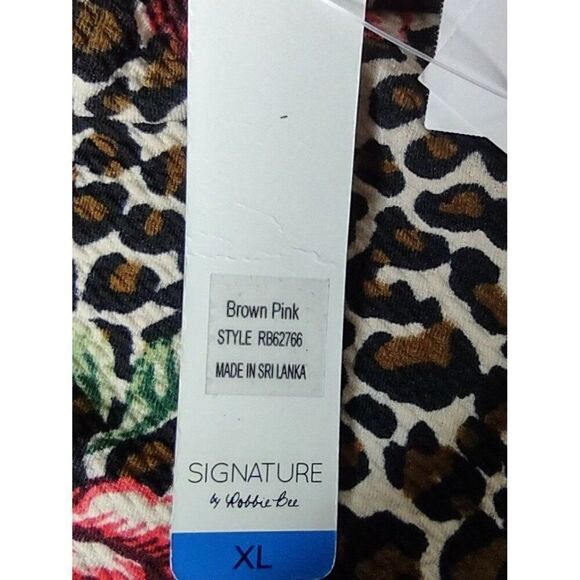 Brown Pink
STYLE RB62766
MADE IN SRI LANKA
SIGNATURE
by Robbie Bee
XL